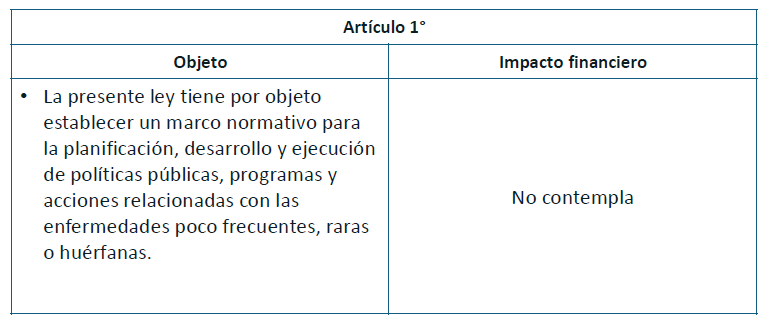 Artículo 1°
Objeto
Impacto financiero
• La presente ley tiene por objeto
establecer un marco normativo para
la planificación, desarrollo y ejecución
de políticas públicas, programas y
acciones relacionadas con las
enfermedades poco frecuentes, raras
o huérfanas.
No contempla